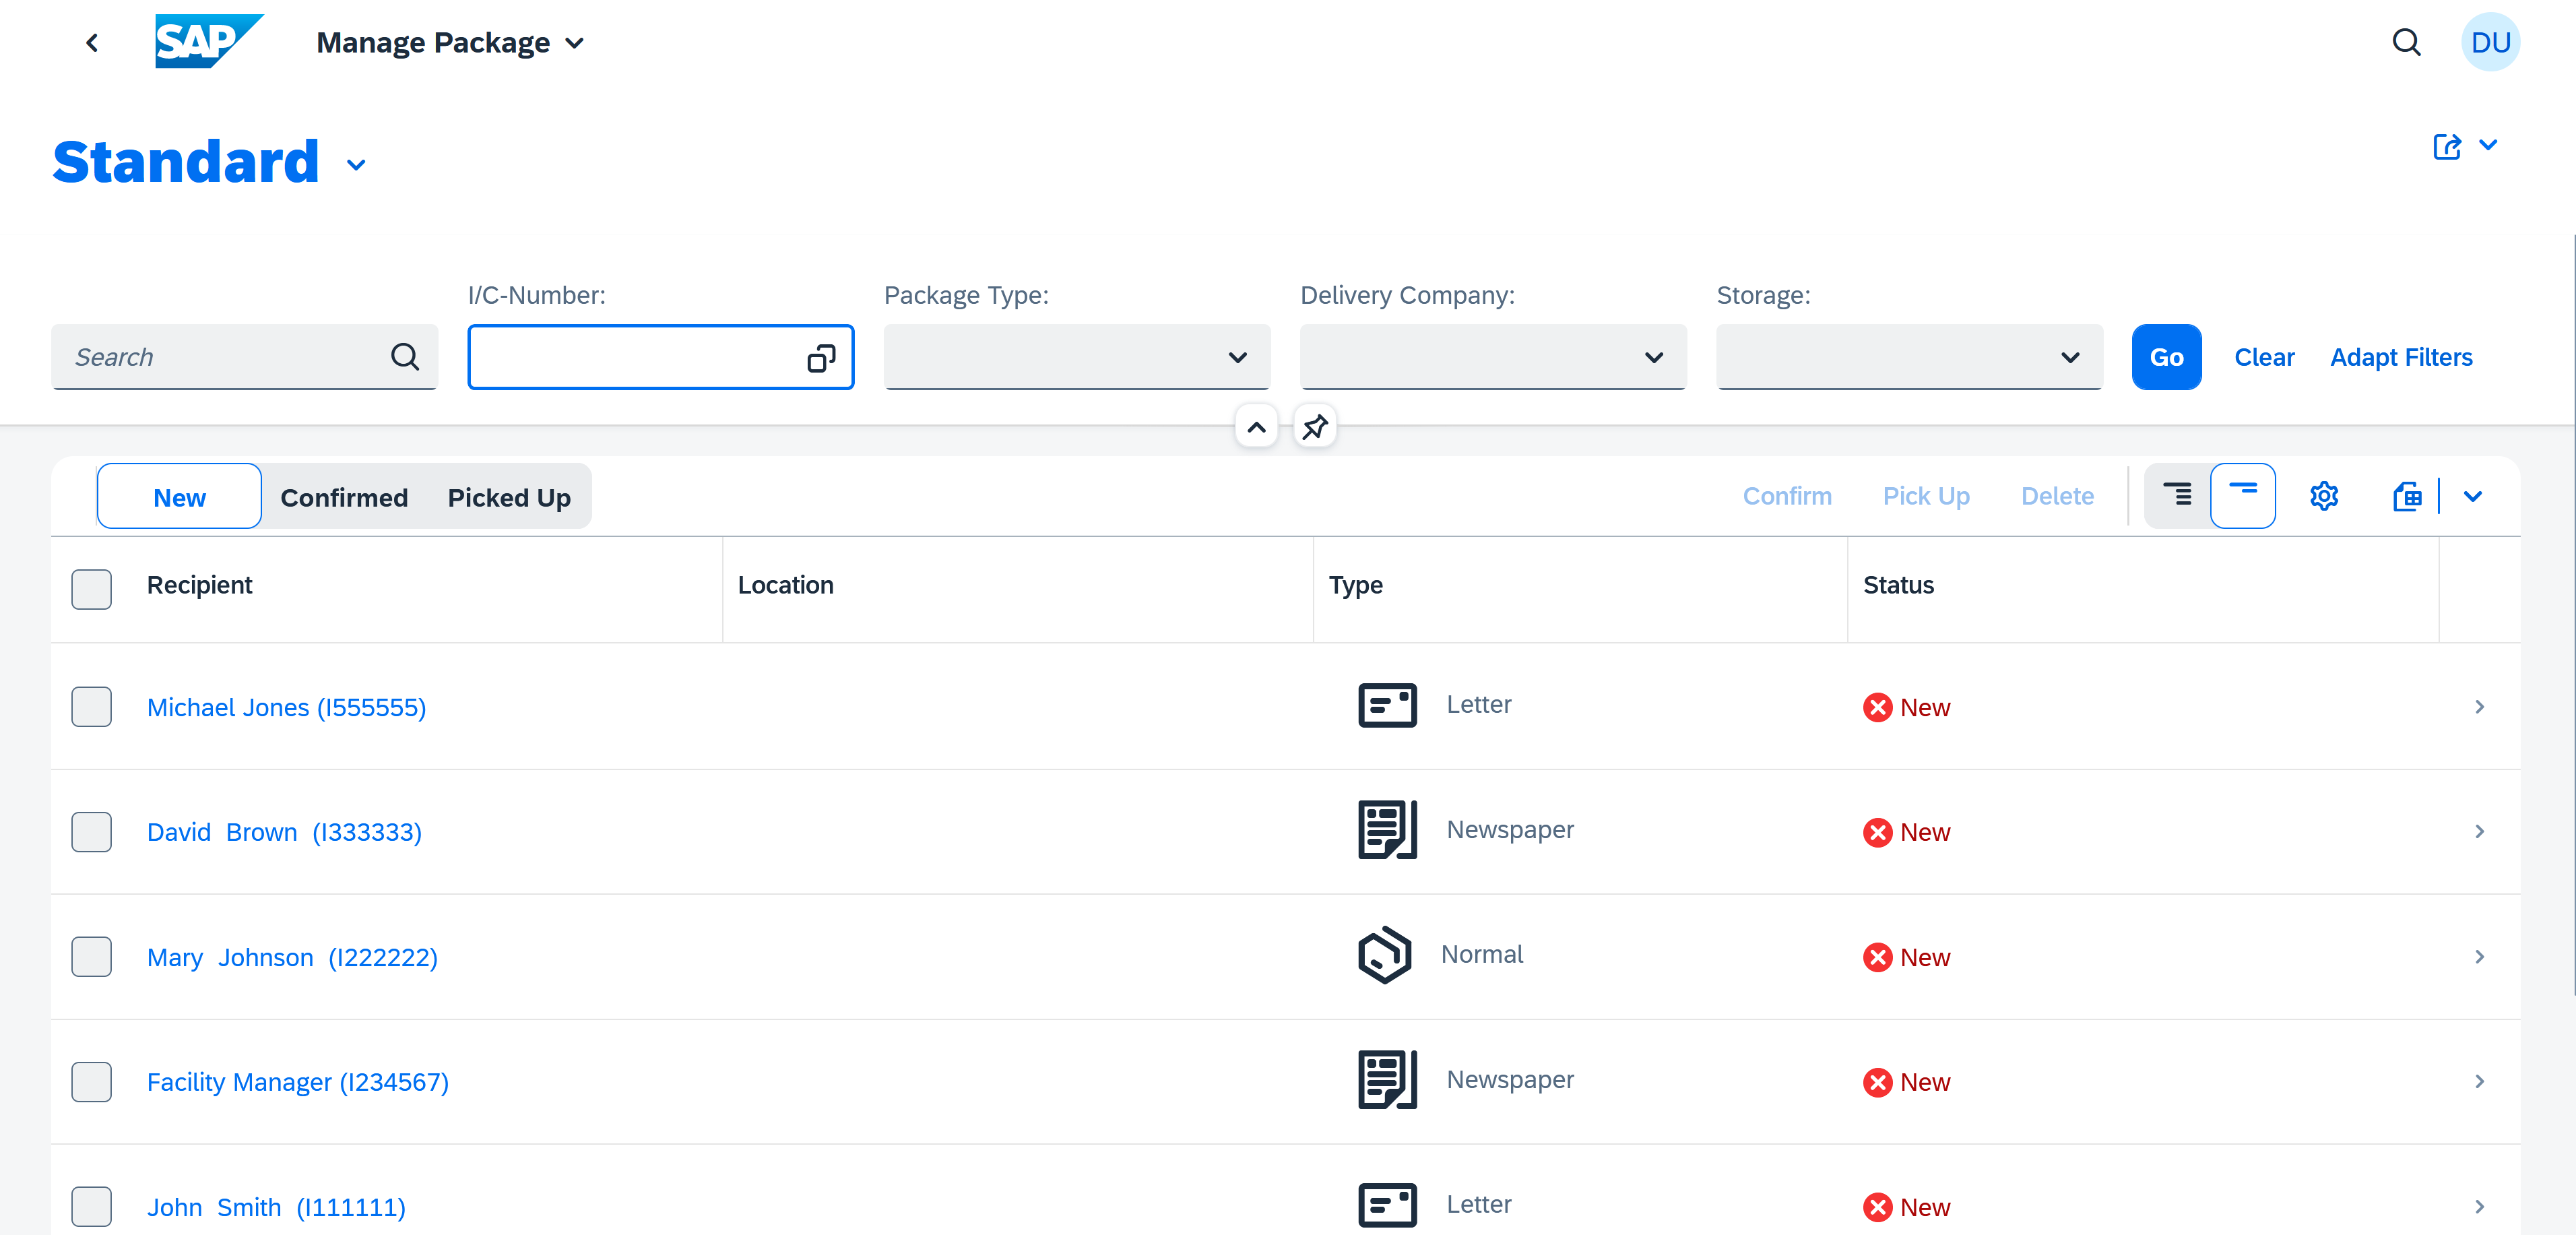 SAP Manage Package DU
Standard
I/C-Number: Package Type: Delivery Company: Storage:
Search Go Clear Adapt Filters
New Confirmed Picked Up Confirm Pick Up Delete
Recipient Location Type Status
Michael Jones (I555555) Letter New
David Brown (I333333) Newspaper New
Mary Johnson (I222222) Normal New
Facility Manager (I234567) Newspaper New
John Smith (I111111) Letter New